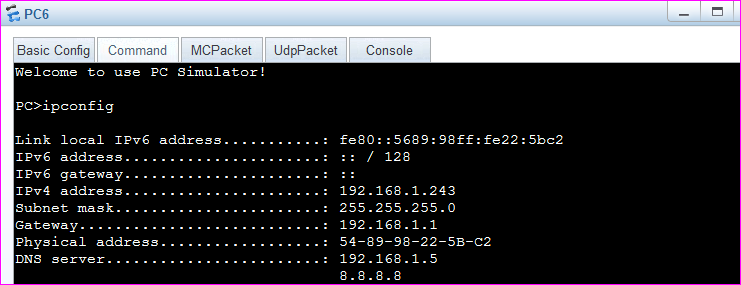 PC6
Basic Config Command MCPacket UdpPacket Console
Welcome to use PC Simulator!
PC>ipconfig
Link local IPv6 address...........: fe80::5689:98ff:fe22:5bc2
IPv6 address......................: :: / 128
IPv6 gateway......................: ::
IPv4 address......................: 192.168.1.243
Subnet mask.......................: 255.255.255.0
Gateway...........................: 192.168.1.1
Physical address..................: 54-89-98-22-5B-C2
DNS server........................: 192.168.1.5
8.8.8.8